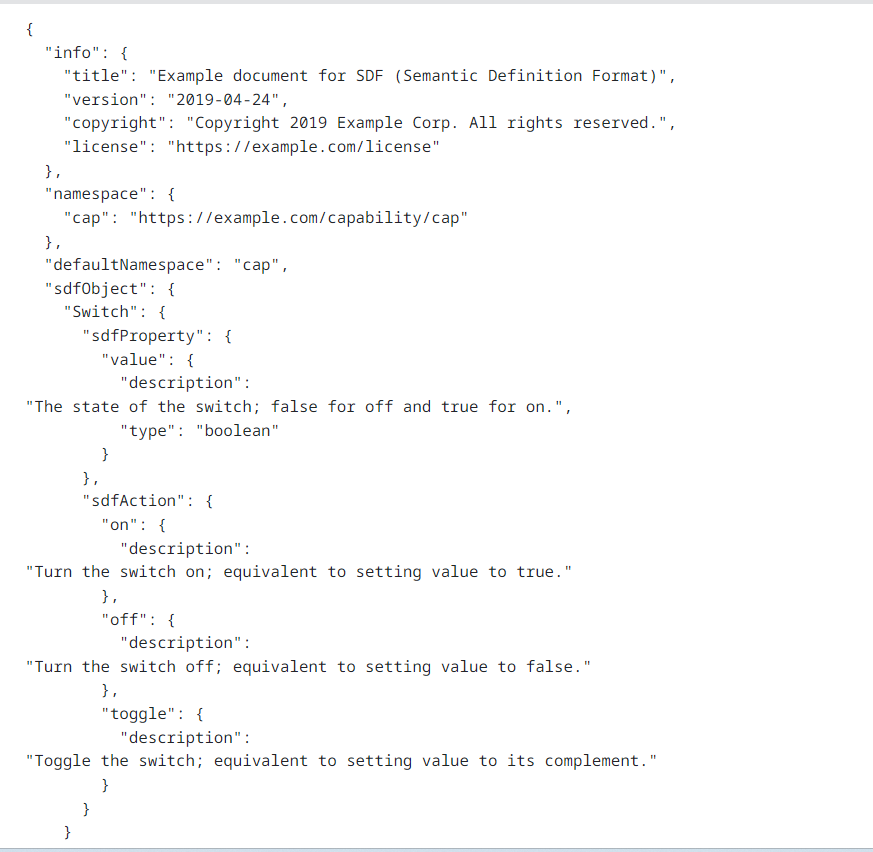 {
  "info": {
    "title": "Example document for SDF (Semantic Definition Format)",
    "version": "2019-04-24",
    "copyright": "Copyright 2019 Example Corp. All rights reserved.",
    "license": "https://example.com/license"
  },
  "namespace": {
    "cap": "https://example.com/capability/cap"
  },
  "defaultNamespace": "cap",
  "sdfObject": {
    "Switch": {
      "sdfProperty": {
        "value": {
          "description":
"The state of the switch; false for off and true for on.",
          "type": "boolean"
        }
      },
      "sdfAction": {
        "on": {
          "description":
"Turn the switch on; equivalent to setting value to true."
        },
        "off": {
          "description":
"Turn the switch off; equivalent to setting value to false."
        },
        "toggle": {
          "description":
"Toggle the switch; equivalent to setting value to its complement."
        }
      }
    }